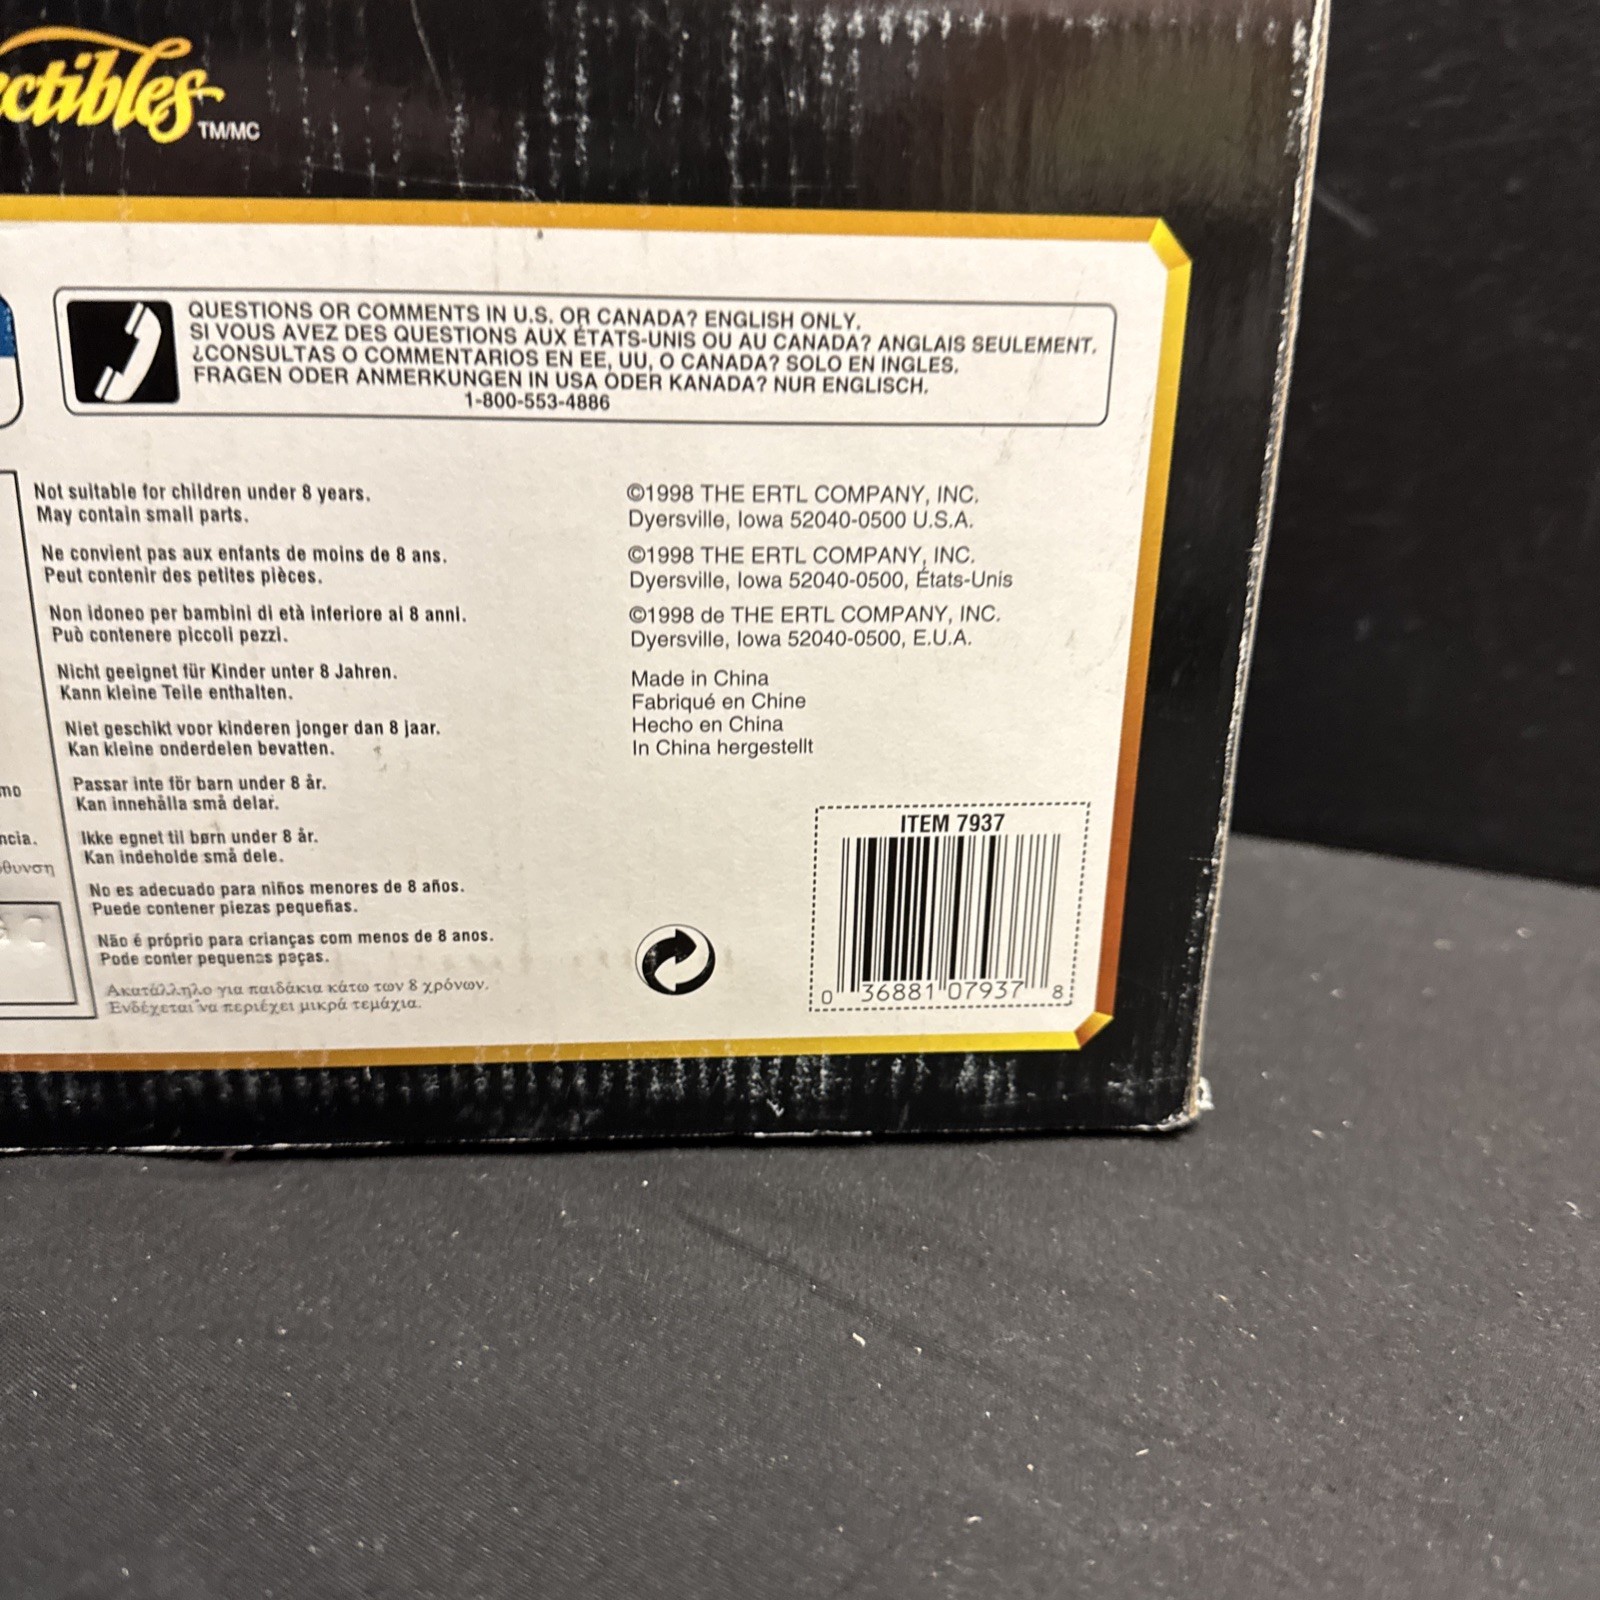 ctibles
TM/MC
QUESTIONS OR COMMENTS IN U.S. OR CANADA? ENGLISH ONLY.
SI VOUS AVEZ DES QUESTIONS AUX ÉTATS-UNIS OU AU CANADA? ANGLAIS SEULEMENT.
¿CONSULTAS O COMMENTARIOS EN EE, UU, O CANADA? SOLO EN INGLES.
FRAGEN ODER ANMERKUNGEN IN USA ODER KANADA? NUR ENGLISCH.
1-800-553-4886
Not suitable for children under 8 years.
May contain small parts.
Ne convient pas aux enfants de moins de 8 ans.
Peut contenir des petites pièces.
Non idoneo per bambini di età inferiore ai 8 anni.
Può contenere piccoli pezzi.
Nicht geeignet für Kinder unter 8 Jahren.
Kann kleine Teile enthalten.
Niet geschikt voor kinderen jonger dan 8 jaar.
Kan kleine onderdelen bevatten.
Passar inte för barn under 8 år.
Kan innehålla små delar.
Ikke egnet til børn under 8 år.
Kan indeholde små dele.
No es adecuado para niños menores de 8 años.
Puede contener piezas pequeñas.
Não é próprio para crianças com menos de 8 anos.
Pode conter pequenas paças.
Ακατάλληλο για παιδάκια κάτω των 8 χρόνων.
Ενδέχεται να περιέχει μικρά τεμάχια.
mo
ncia.
θυνση
©1998 THE ERTL COMPANY, INC.
Dyersville, Iowa 52040-0500 U.S.A.
©1998 THE ERTL COMPANY, INC.
Dyersville, Iowa 52040-0500, États-Unis
©1998 de THE ERTL COMPANY, INC.
Dyersville, Iowa 52040-0500, E.U.A.
Made in China
Fabriqué en Chine
Hecho en China
In China hergestellt
ITEM 7937
0 36881 07937 8